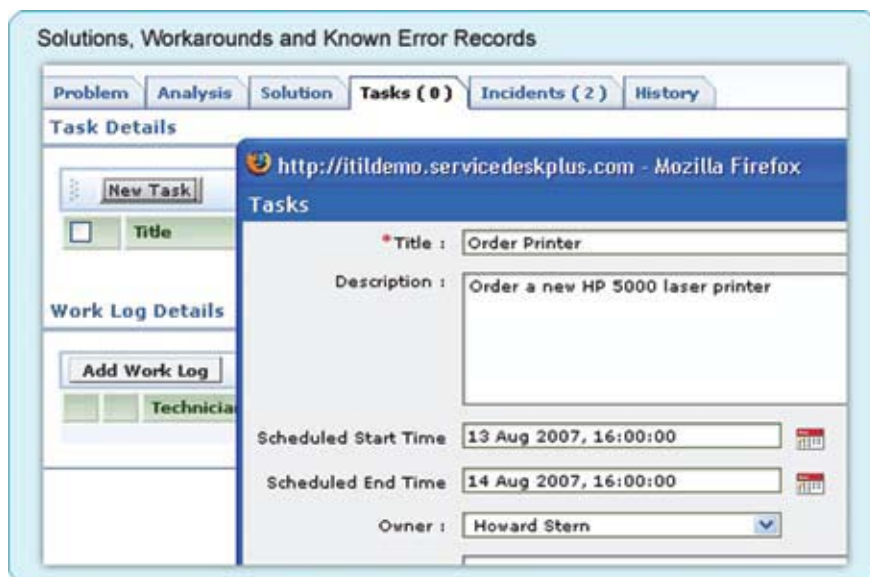 Solutions, Workarounds and Known Error Records
Problem Analysis Solution Tasks ( 0 ) Incidents ( 2 ) History
Task Details
New Task
Title
Work Log Details
Add Work Log
http://itildemo.servicedeskplus.com - Mozilla Firefox
Tasks
*Title : Order Printer
Description : Order a new HP 5000 laser printer
Scheduled Start Time 13 Aug 2007, 16:00:00
Scheduled End Time 14 Aug 2007, 16:00:00
Owner : Howard Stern